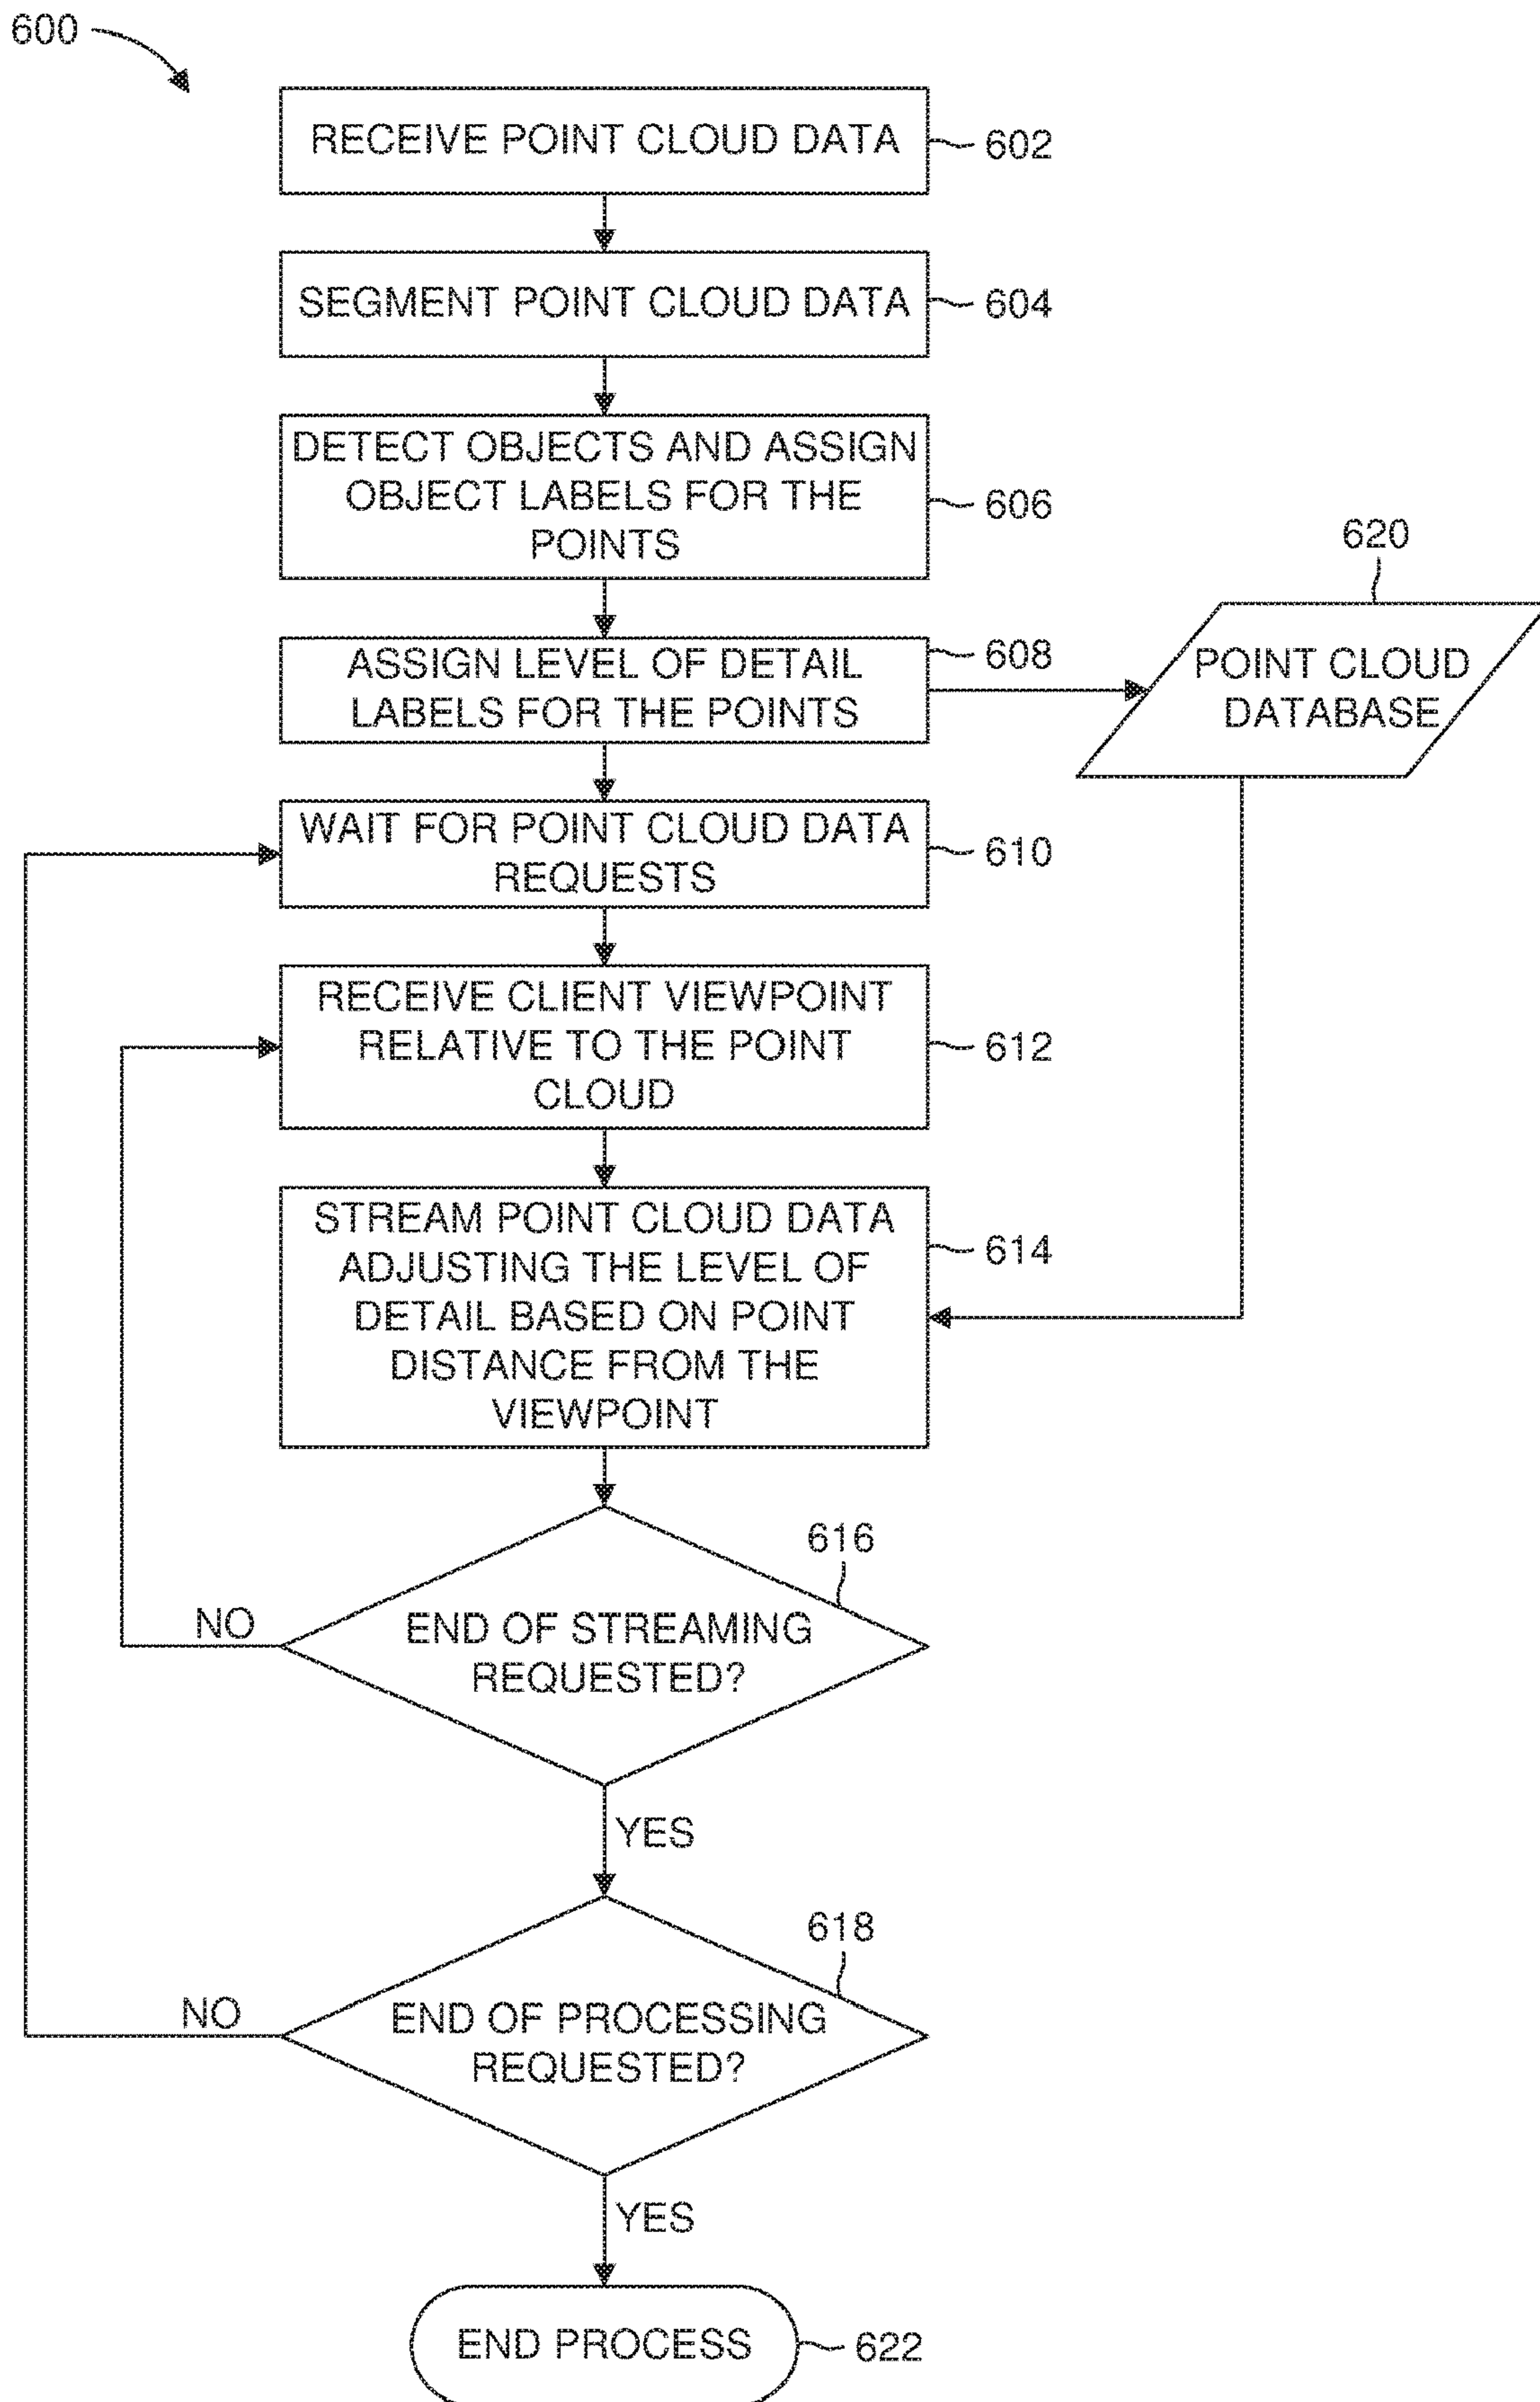 600
RECEIVE POINT CLOUD DATA
602
SEGMENT POINT CLOUD DATA
604
DETECT OBJECTS AND ASSIGN
OBJECT LABELS FOR THE
POINTS
606
620
ASSIGN LEVEL OF DETAIL
LABELS FOR THE POINTS
608
POINT CLOUD
DATABASE
WAIT FOR POINT CLOUD DATA
REQUESTS
610
RECEIVE CLIENT VIEWPOINT
RELATIVE TO THE POINT
CLOUD
612
STREAM POINT CLOUD DATA
ADJUSTING THE LEVEL OF
DETAIL BASED ON POINT
DISTANCE FROM THE
VIEWPOINT
614
616
NO
END OF STREAMING
REQUESTED?
YES
618
NO
END OF PROCESSING
REQUESTED?
YES
END PROCESS
622